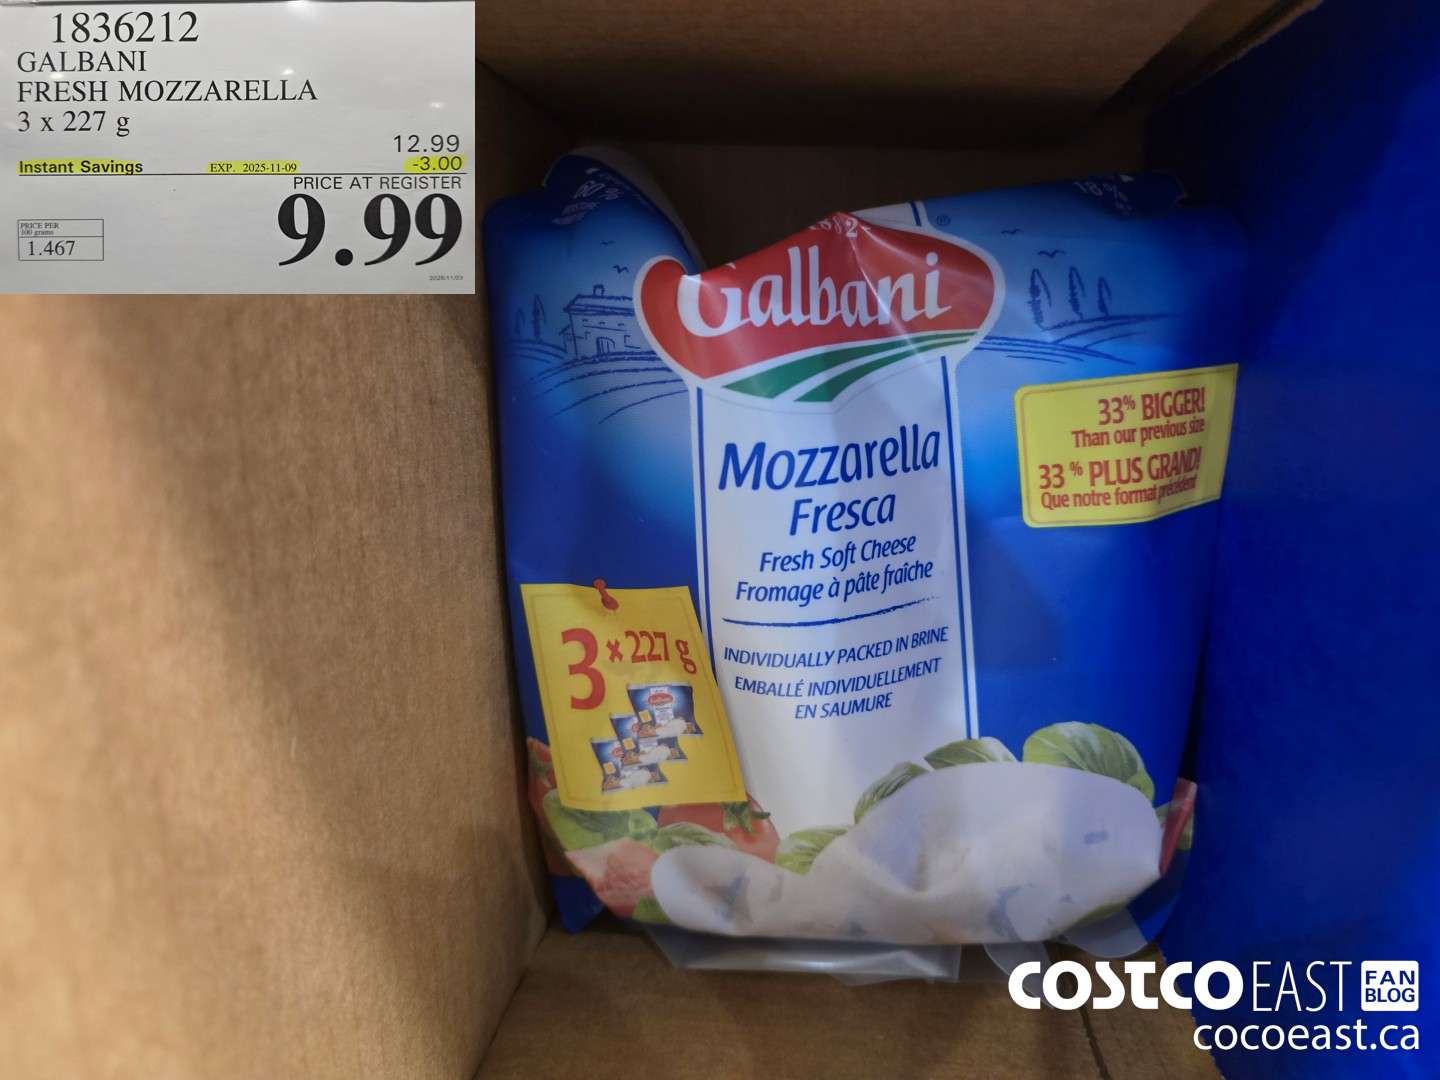 1836212
GALBANI
FRESH MOZZARELLA
3 x 227 g
12.99
Instant Savings EXP. 2025-11-09 -3.00
PRICE AT REGISTER
9.99
PRICE PER
100 grams
1.467
Galbani
®
Mozzarella
Fresca
Fresh Soft Cheese
Fromage à pâte fraîche
INDIVIDUALLY PACKED IN BRINE
EMBALLÉ INDIVIDUELLEMENT
EN SAUMURE
33% BIGGER!
Than our previous size
33 % PLUS GRAND!
Que notre format précédent
3 x 227 g
COSTCO EAST FAN
BLOG
cocoeast.ca